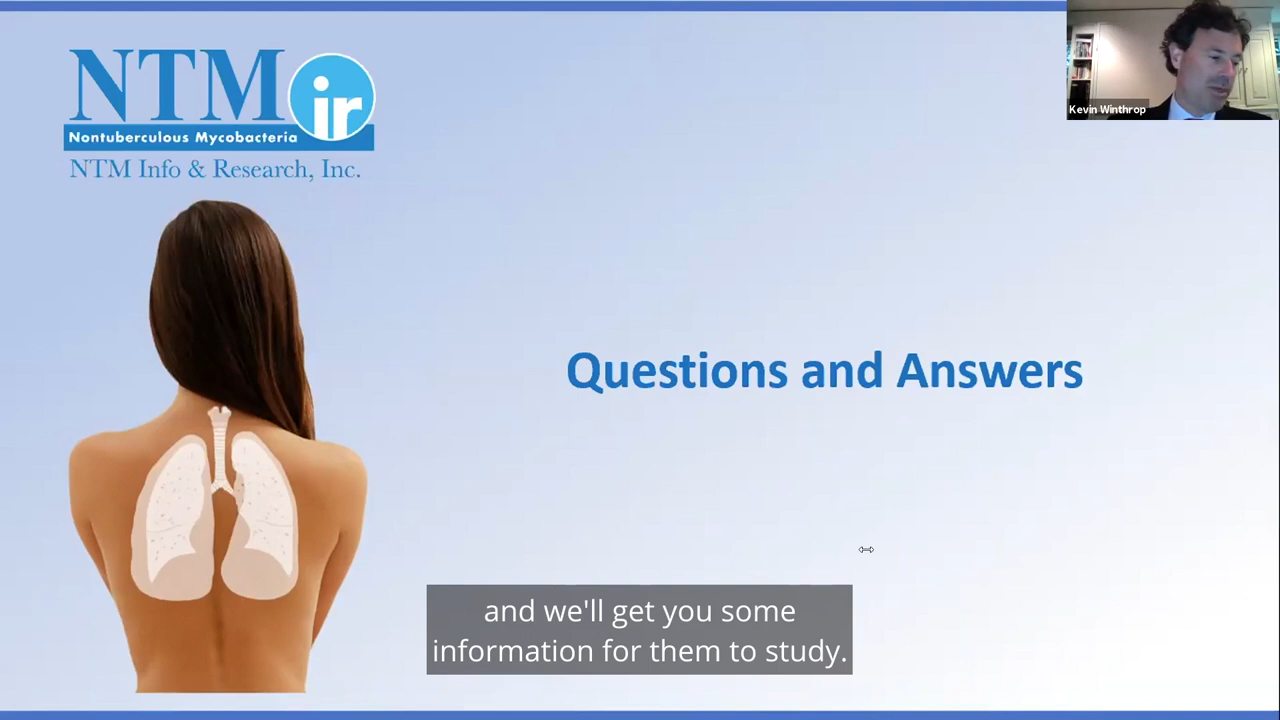 NTM
ir
Nontuberculous Mycobacteria
NTM Info & Research, Inc.
Kevin Winthrop
Questions and Answers
and we'll get you some
information for them to study.